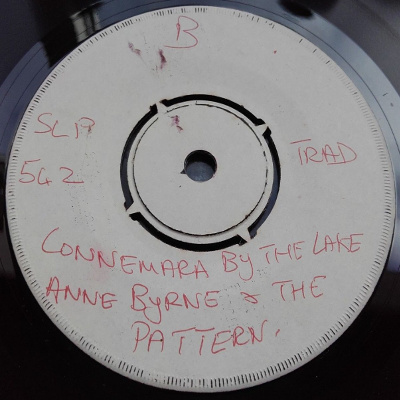 B
SLP
542
TRAD
CONNEMARA BY THE LAKE
ANNE BYRNE & THE
PATTERN.